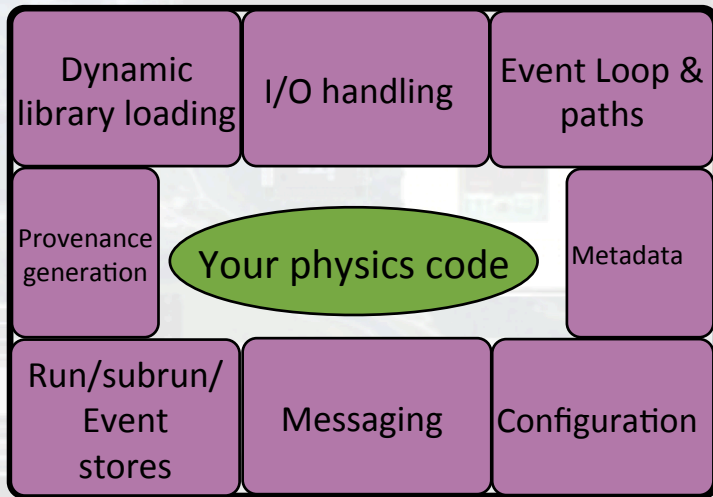 Dynamic
library loading
I/O handling
Event Loop &
paths
Provenance
generation
Your physics code
Metadata
Run/subrun/
Event
stores
Messaging
Configuration